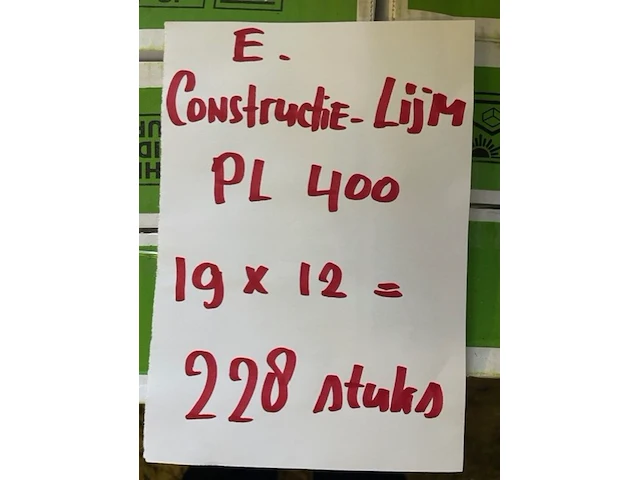 E.
CONSTRUCTIE-LIJM
PL 400
19 x 12 =
228 stuks